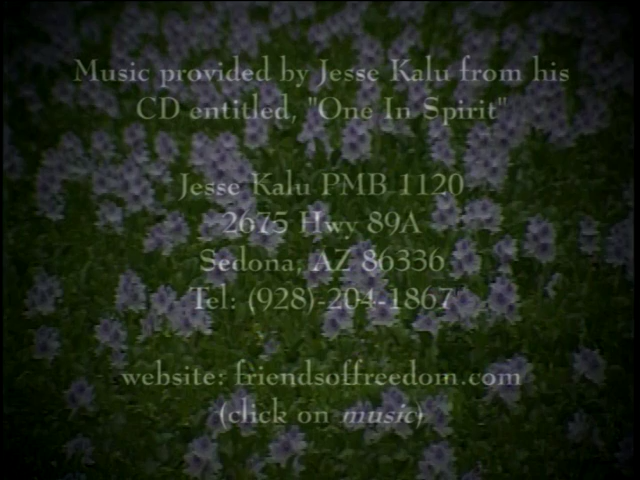 Music provided by Jesse Kalu from his
CD entitled, "One In Spirit"
Jesse Kalu PMB 1120
2675 Hwy 89A
Sedona, AZ 86336
Tel: (928)-204-1867
website: friendsoffreedom.com
(click on music)